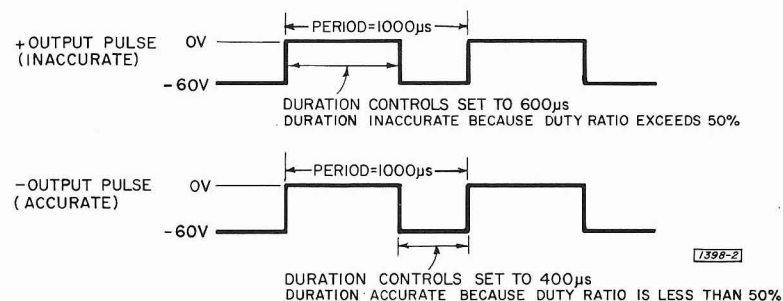 PERIOD=1000µs
+OUTPUT PULSE
(INACCURATE)
0V
-60V
DURATION CONTROLS SET TO 600µs
DURATION INACCURATE BECAUSE DUTY RATIO EXCEEDS 50%
PERIOD=1000µs
-OUTPUT PULSE
(ACCURATE)
0V
-60V
1398-2
DURATION CONTROLS SET TO 400µs
DURATION ACCURATE BECAUSE DUTY RATIO IS LESS THAN 50%